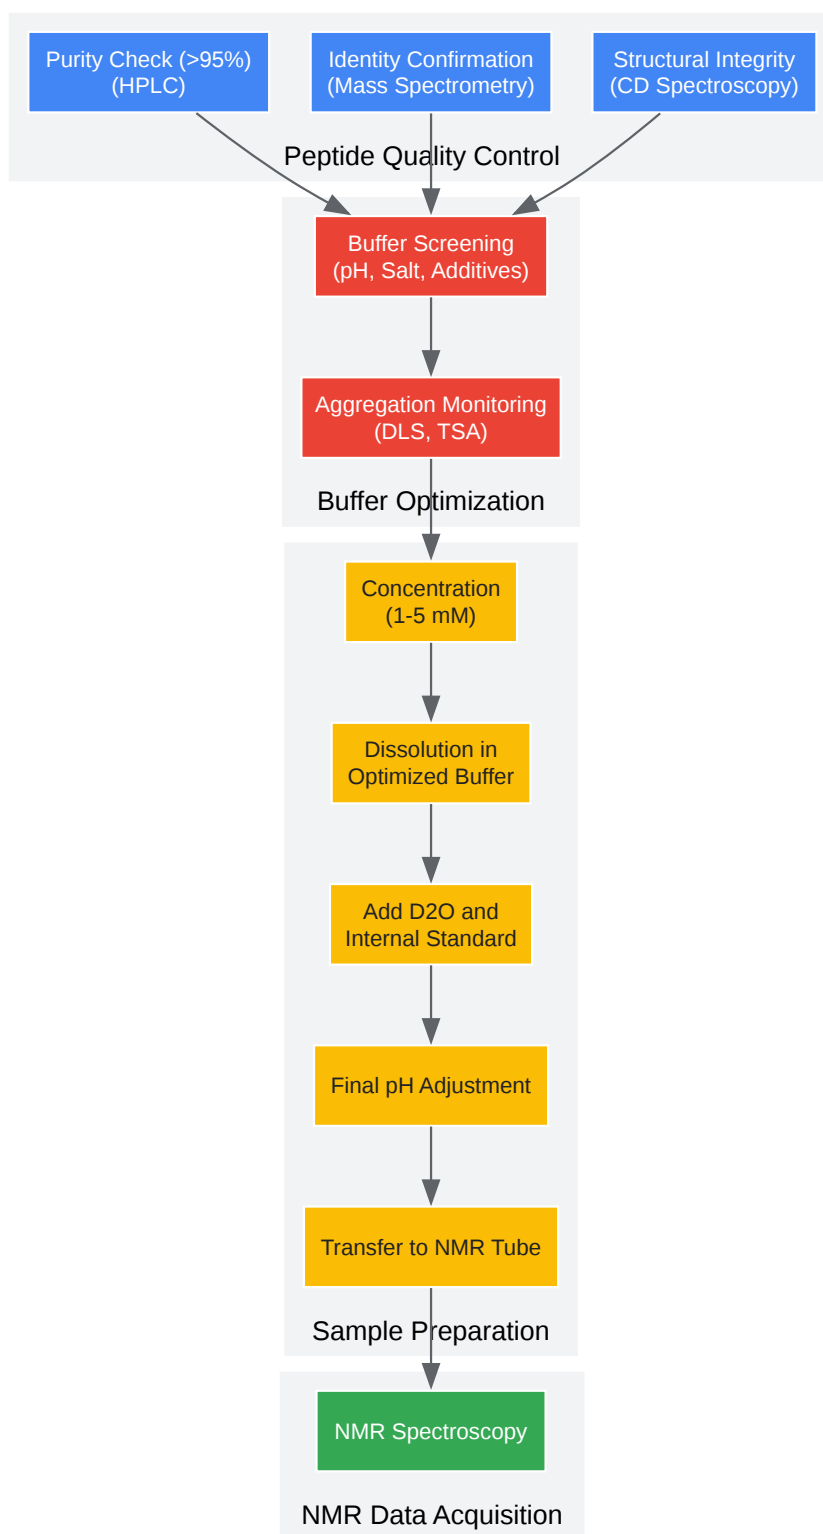 Purity Check (>95%)
(HPLC)
Identity Confirmation
(Mass Spectrometry)
Structural Integrity
(CD Spectroscopy)
Peptide Quality Control
Buffer Screening
(pH, Salt, Additives)
Aggregation Monitoring
(DLS, TSA)
Buffer Optimization
Concentration
(1-5 mM)
Dissolution in
Optimized Buffer
Add D2O and
Internal Standard
Final pH Adjustment
Transfer to NMR Tube
Sample Preparation
NMR Spectroscopy
NMR Data Acquisition